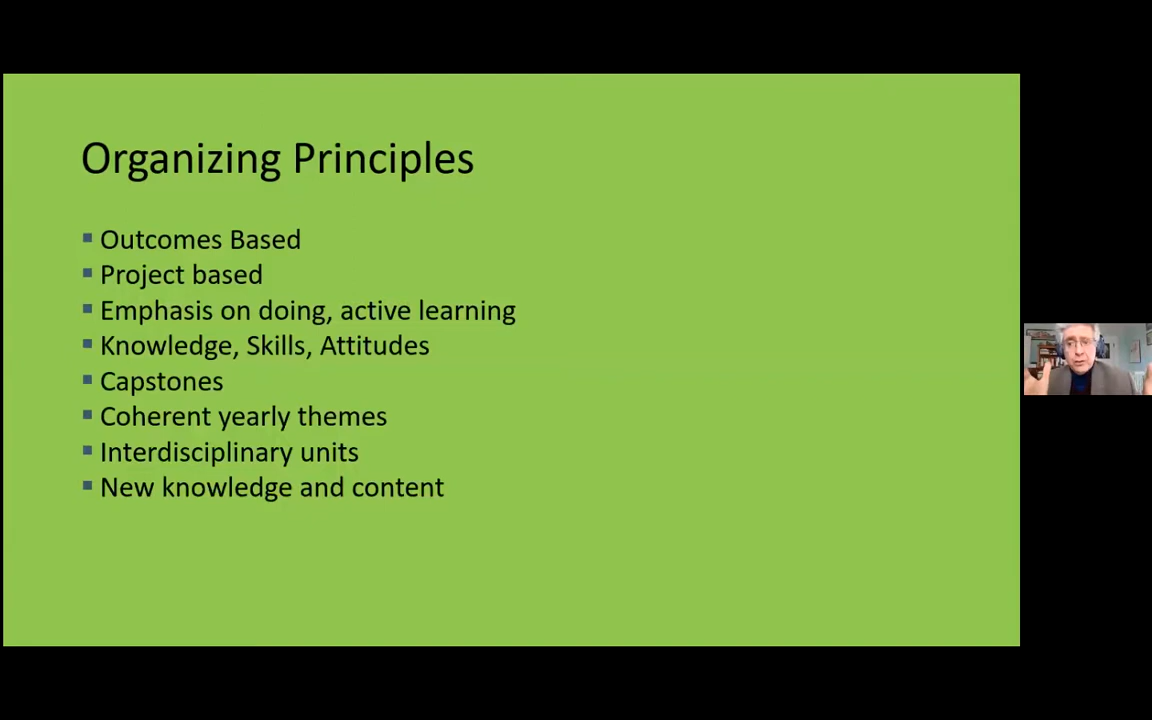 Organizing Principles
Outcomes Based
Project based
Emphasis on doing, active learning
Knowledge, Skills, Attitudes
Capstones
Coherent yearly themes
Interdisciplinary units
New knowledge and content